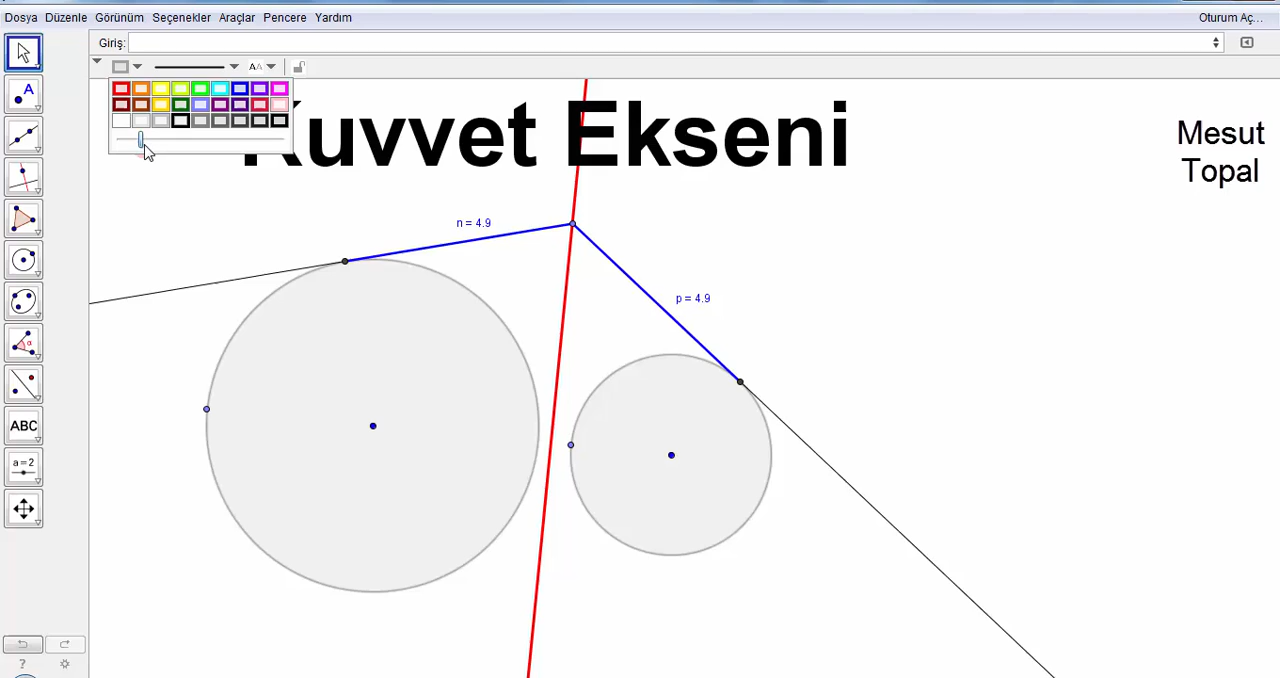 Dosya Düzenle Görünüm Seçenekler Araçlar Pencere Yardım Oturum Aç...
Giriş:
AA
Kuvvet Ekseni
Mesut
Topal
n = 4.9
p = 4.9
A
α
ABC
a=2
?